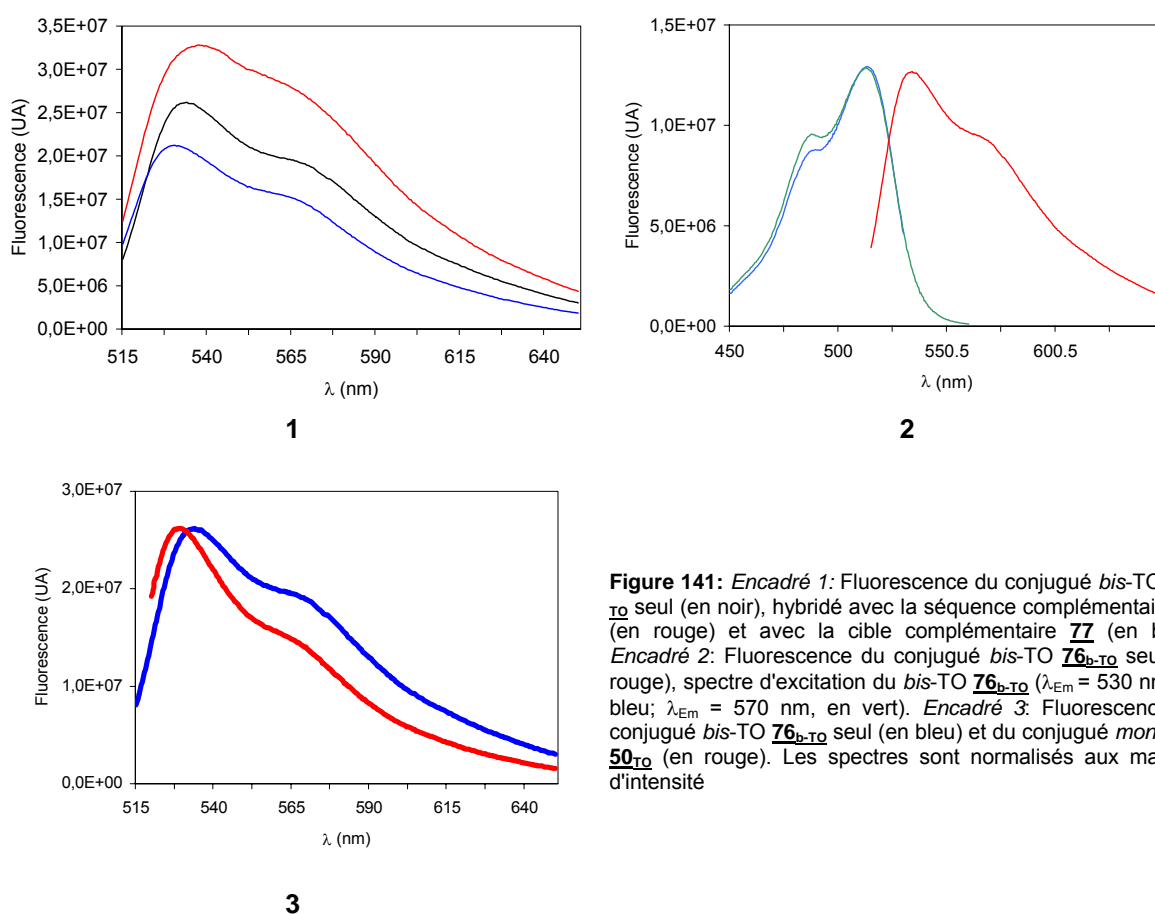 3,5E+07
3,0E+07
2,5E+07
2,0E+07
1,5E+07
1,0E+07
5,0E+06
0,0E+00
Fluorescence (UA)
515 540 565 590 615 640
λ (nm)
1
1,5E+07
1,0E+07
5,0E+06
0,0E+00
Fluorescence (UA)
450 500 550.5 600.5
λ (nm)
2
3,0E+07
2,0E+07
1,0E+07
0,0E+00
Fluorescence (UA)
515 540 565 590 615 640
λ (nm)
3
Figure 141: Encadré 1: Fluorescence du conjugué bis-TO
TO seul (en noir), hybridé avec la séquence complémentai
(en rouge) et avec la cible complémentaire 77 (en b
Encadré 2: Fluorescence du conjugué bis-TO 76b-TO seu
rouge), spectre d'excitation du bis-TO 76b-TO (λEm = 530 nm
bleu; λEm = 570 nm, en vert). Encadré 3: Fluorescenc
conjugué bis-TO 76b-TO seul (en bleu) et du conjugué mon
50TO (en rouge). Les spectres sont normalisés aux ma
d'intensité